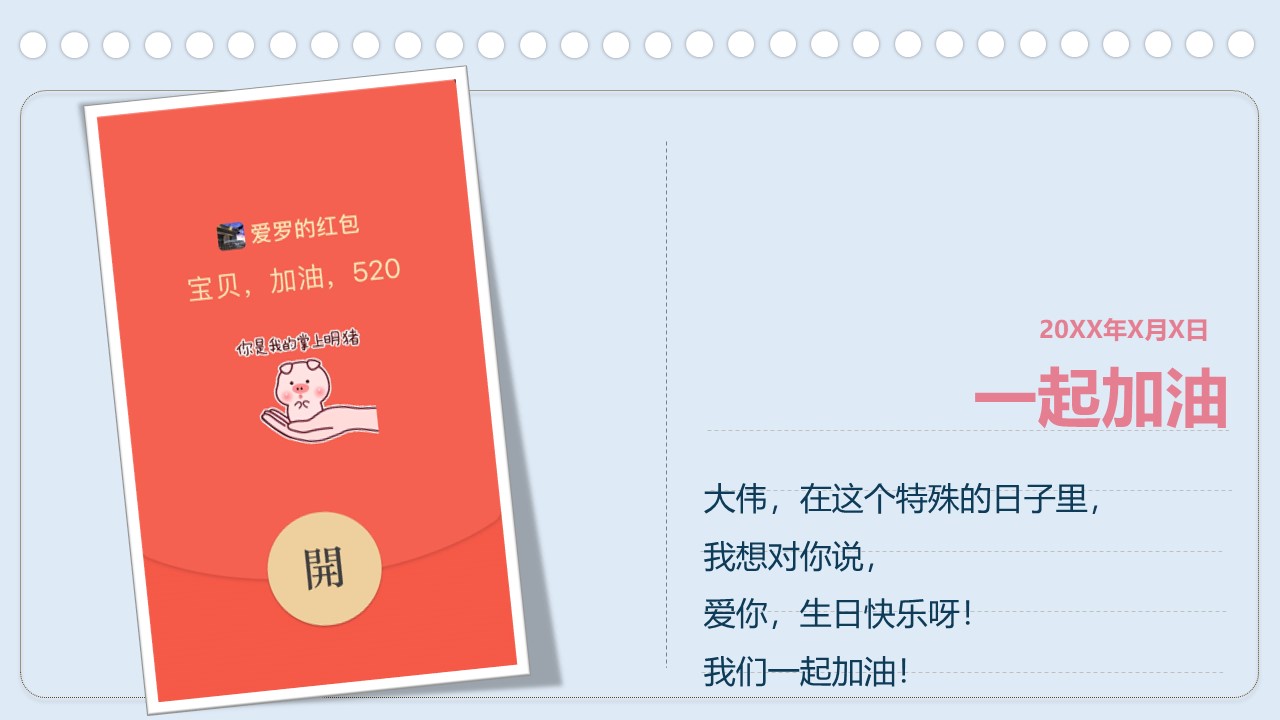 爱罗的红包
宝贝，加油，520
你是我的掌上明猪
開
20XX年X月X日
一起加油
大伟，在这个特殊的日子里，
我想对你说，
爱你，生日快乐呀！
我们一起加油！